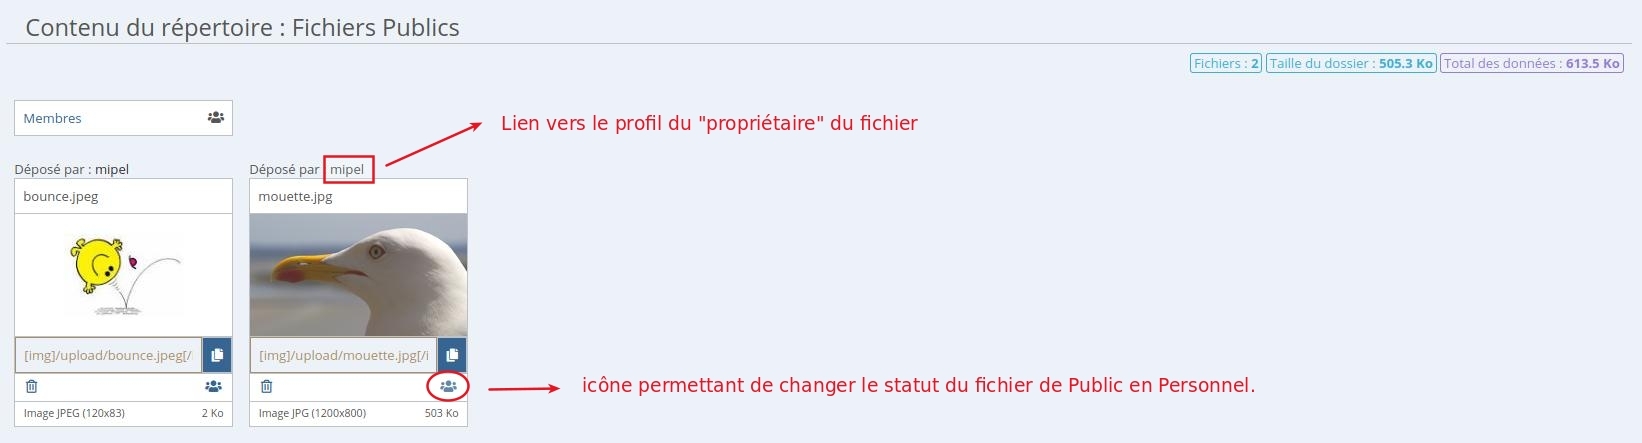 Contenu du répertoire : Fichiers Publics
Fichiers : 2 Taille du dossier : 505.3 Ko Total des données : 613.5 Ko
Membres
Lien vers le profil du "propriétaire" du fichier
Déposé par : mipel
Déposé par mipel
bounce.jpeg
mouette.jpg
[img]/upload/bounce.jpeg[/
[img]/upload/mouette.jpg[/i
icône permettant de changer le statut du fichier de Public en Personnel.
Image JPEG (120x83) 2 Ko
Image JPG (1200x800) 503 Ko